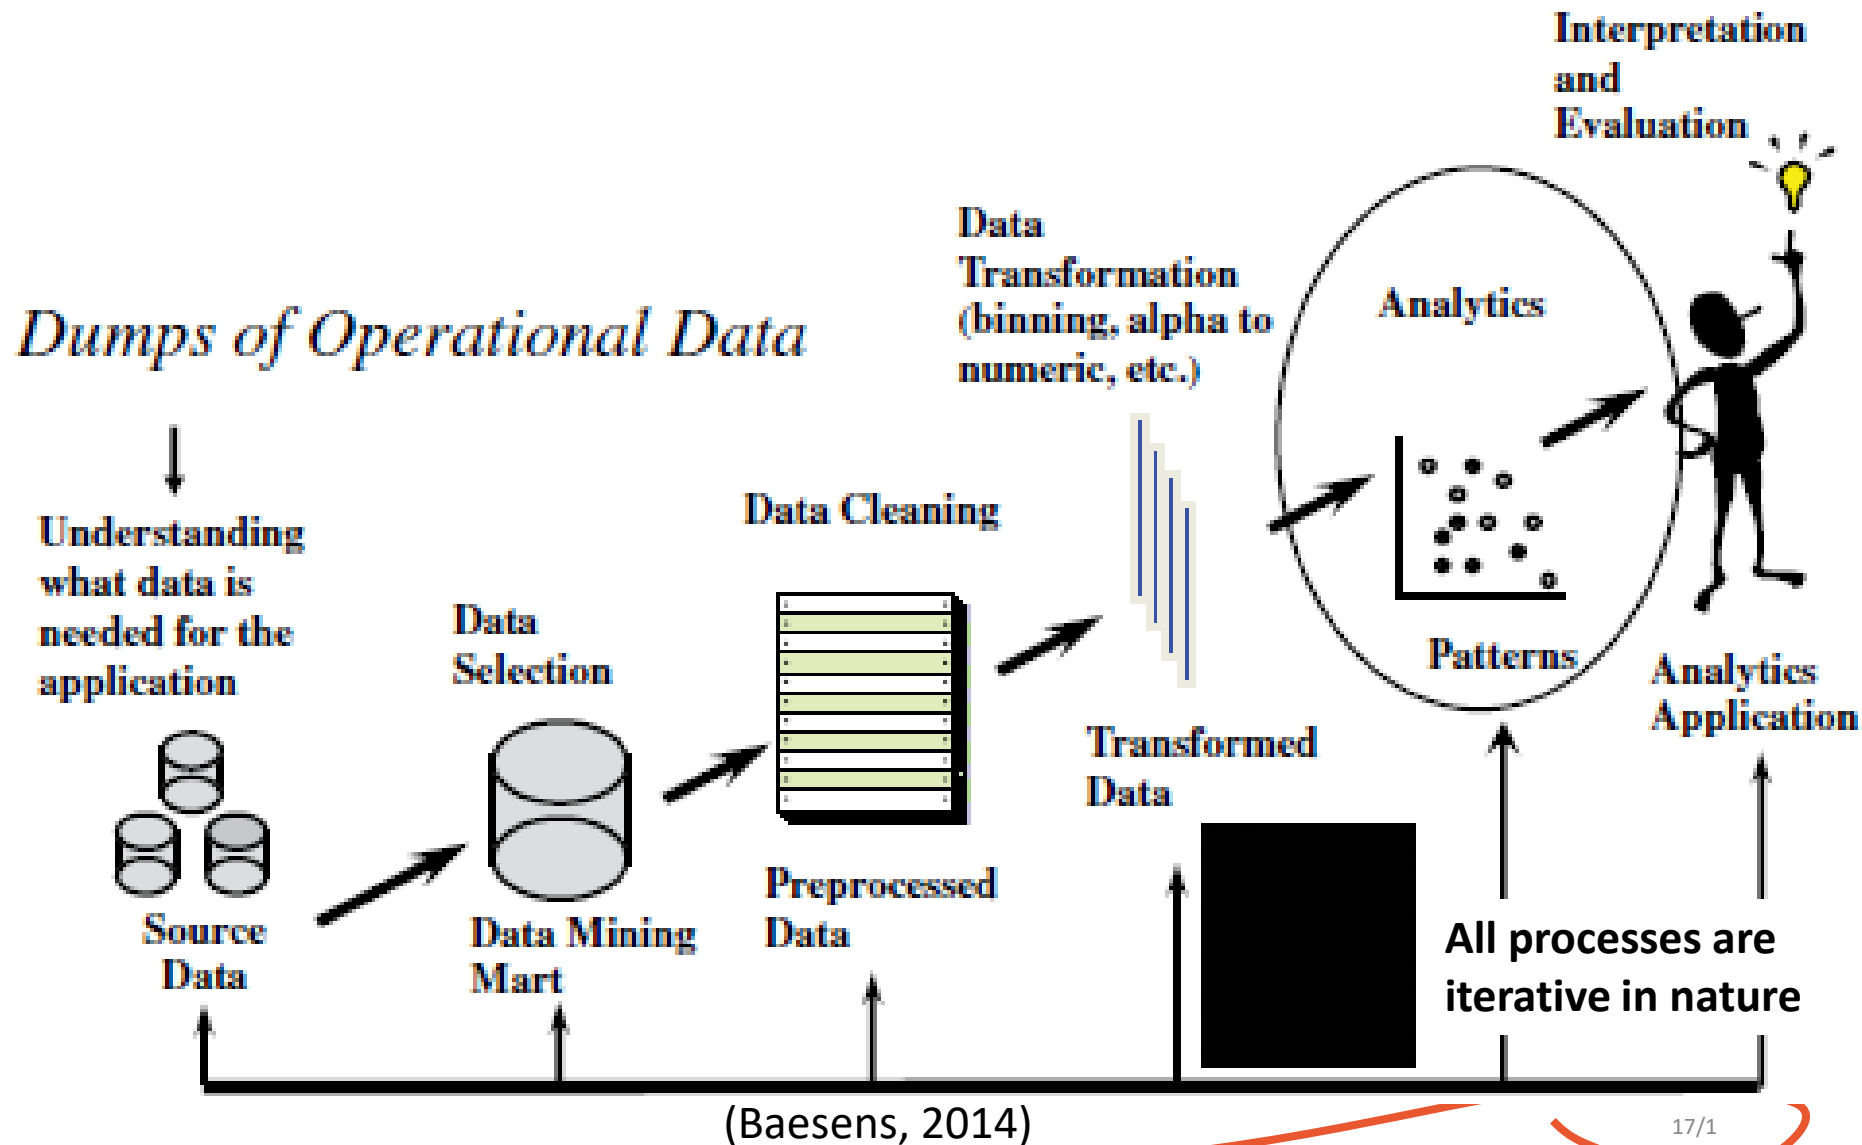 Interpretation
and
Evaluation
Data
Transformation
(binning, alpha to
numeric, etc.)
Analytics
Dumps of Operational Data
Understanding
what data is
needed for the
application
Data
Selection
Data Cleaning
Patterns
Analytics
Application
Transformed
Data
Preprocessed
Data
Source
Data
Data Mining
Mart
All processes are
iterative in nature
(Baesens, 2014)
17/1